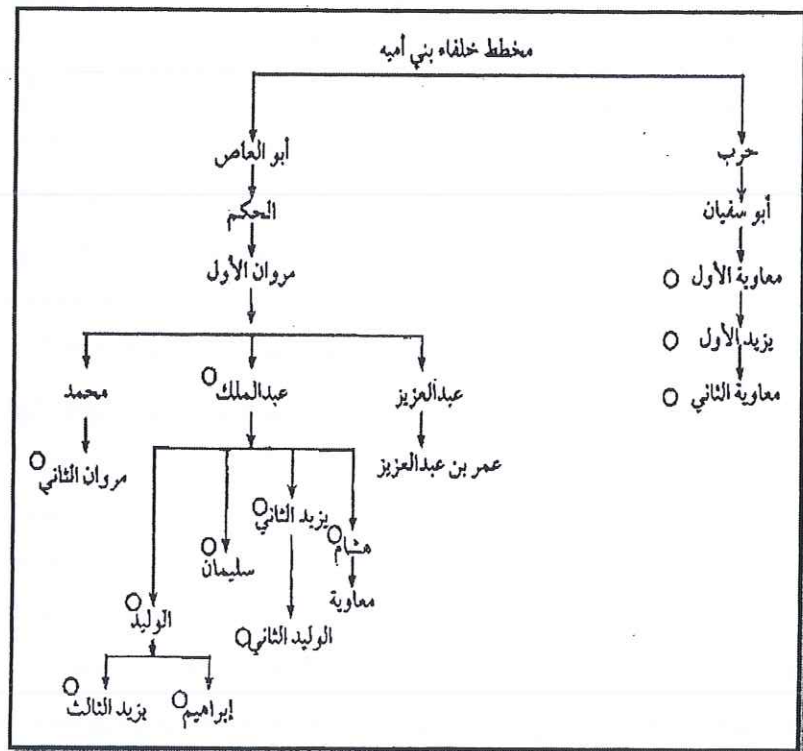 مخطط خلفاء بني أميه
حرب
أبو العاص
أبو سفيان
الحكم
معاوية الأول
مروان الأول
يزيد الأول
معاوية الثاني
عبدالعزيز
عبدالملك
محمد
عمر بن عبدالعزيز
مروان الثاني
هشام
يزيد الثاني
سليمان
الوليد
معاوية
الوليد الثاني
إبراهيم
يزيد الثالث